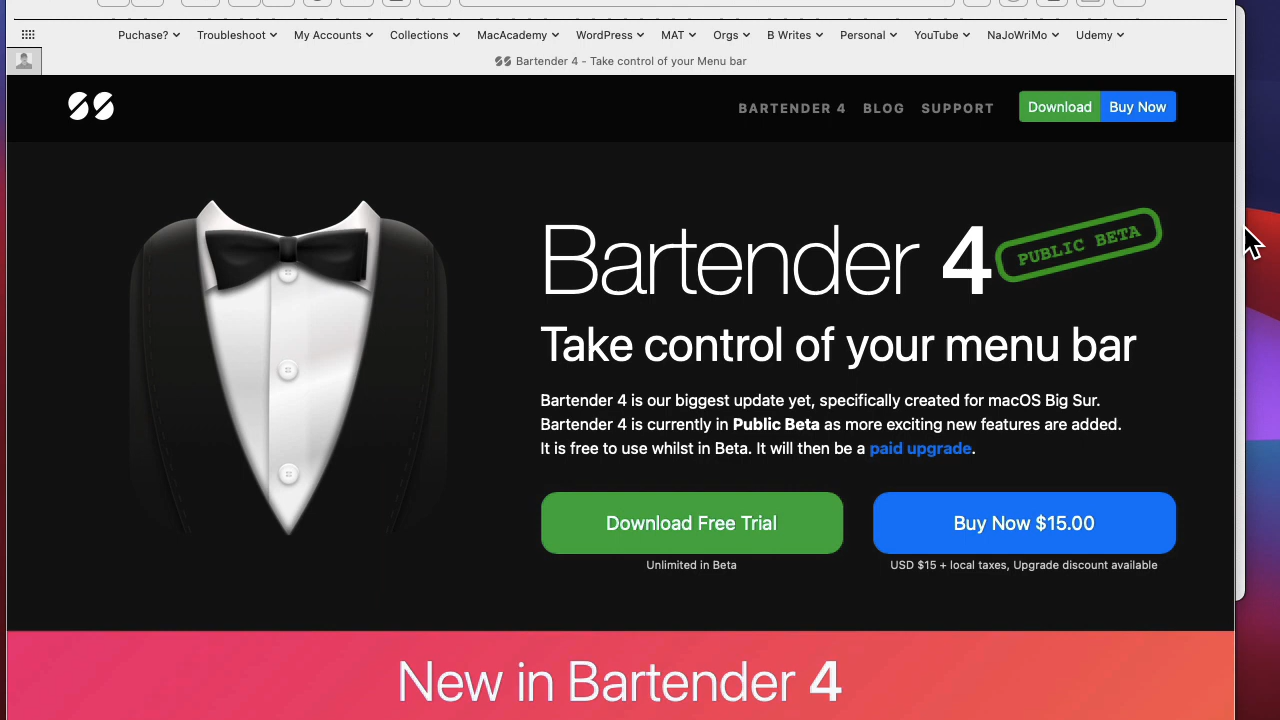 Puchase? Troubleshoot My Accounts Collections MacAcademy WordPress MAT Orgs B Writes Personal YouTube NaJoWriMo Udemy
Bartender 4 - Take control of your Menu bar
BARTENDER 4 BLOG SUPPORT Download Buy Now
Bartender 4 PUBLIC BETA
Take control of your menu bar
Bartender 4 is our biggest update yet, specifically created for macOS Big Sur.
Bartender 4 is currently in Public Beta as more exciting new features are added.
It is free to use whilst in Beta. It will then be a paid upgrade.
Download Free Trial Buy Now $15.00
Unlimited in Beta USD $15 + local taxes, Upgrade discount available
New in Bartender 4